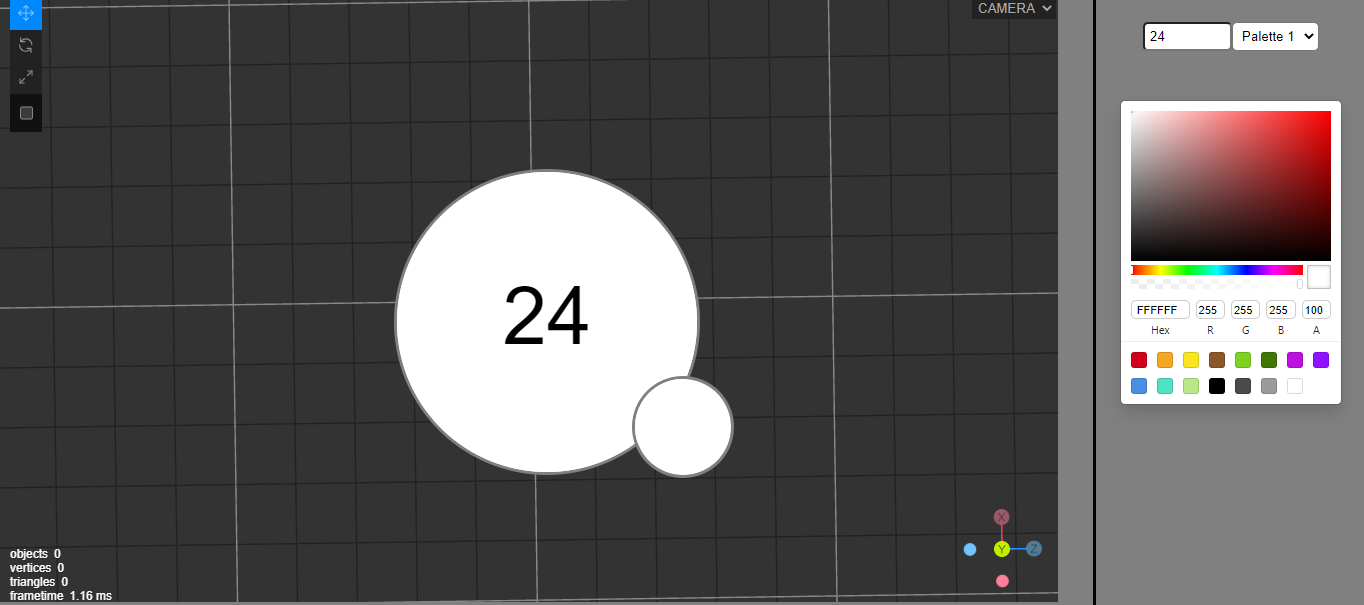 CAMERA
24
Palette 1
24
FFFFFF 255 255 255 100
Hex R G B A
X
Y
Z
objects 0
vertices 0
triangles 0
frametime 1.16 ms